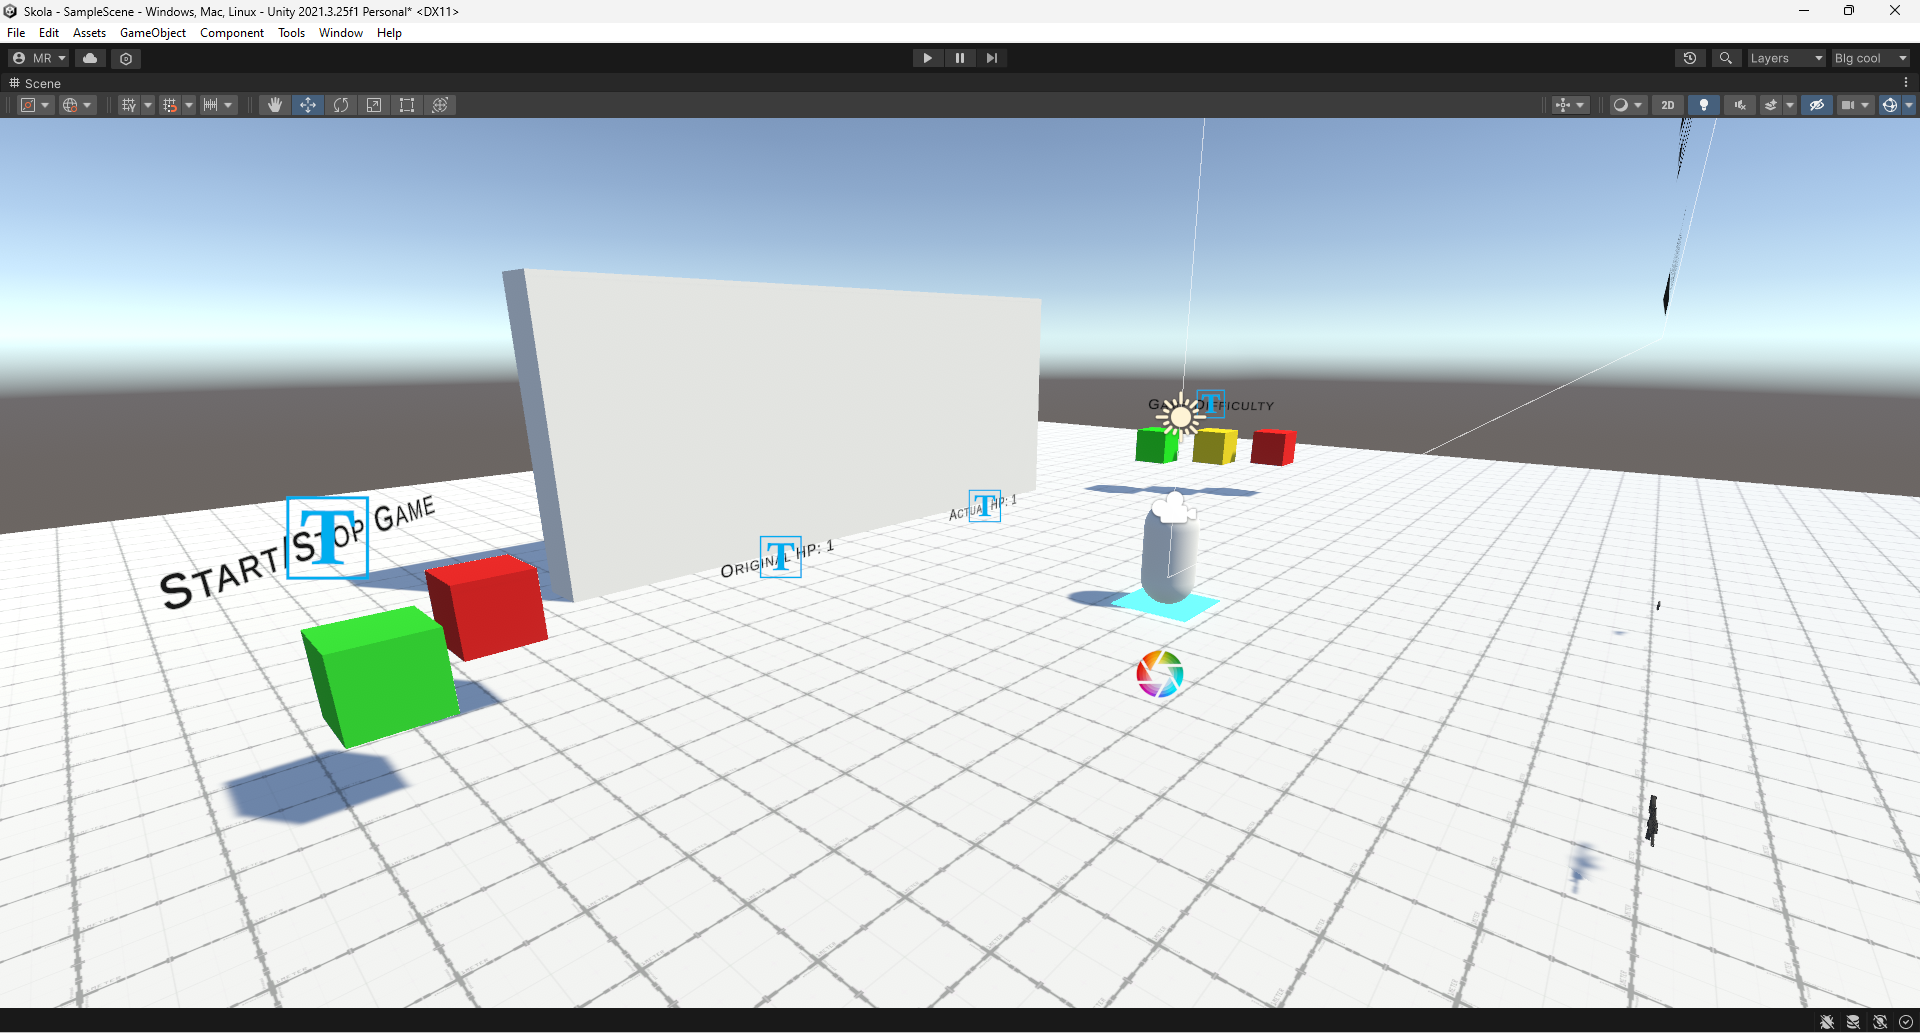 Skola - SampleScene - Windows, Mac, Linux - Unity 2021.3.25f1 Personal* <DX11>
File Edit Assets GameObject Component Tools Window Help
MR
Layers
BIg cool
Scene
2D
GAME DIFFICULTY
START/STOP GAME
ACTUAL HP: 1
ORIGINAL HP: 1